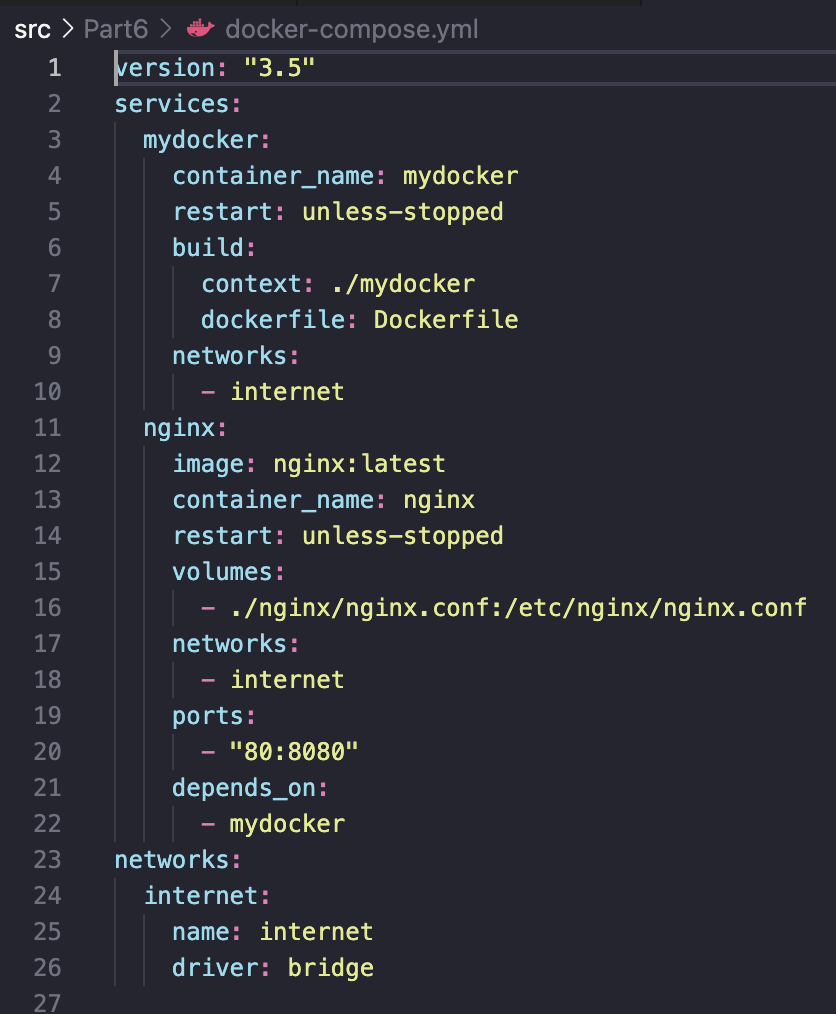 src > Part6 > docker-compose.yml
1 version: "3.5"
2 services:
3   mydocker:
4     container_name: mydocker
5     restart: unless-stopped
6     build:
7       context: ./mydocker
8       dockerfile: Dockerfile
9     networks:
10       - internet
11   nginx:
12     image: nginx:latest
13     container_name: nginx
14     restart: unless-stopped
15     volumes:
16       - ./nginx/nginx.conf:/etc/nginx/nginx.conf
17     networks:
18       - internet
19     ports:
20       - "80:8080"
21     depends_on:
22       - mydocker
23 networks:
24   internet:
25     name: internet
26     driver: bridge
27